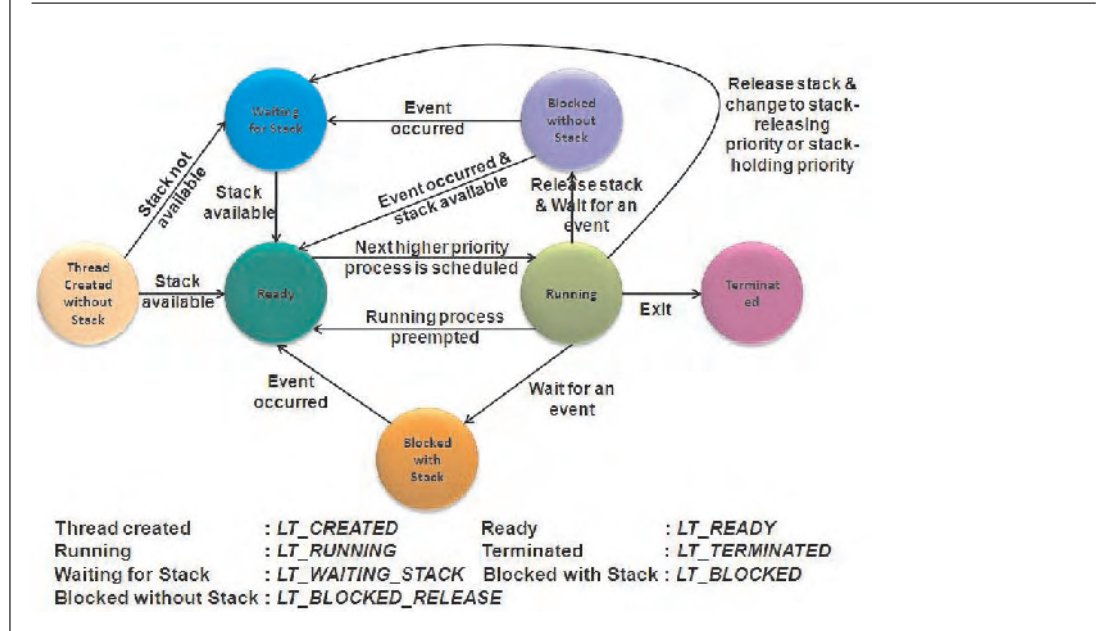 Release stack &
change to stack-
releasing
priority or stack-
holding priority
Waiting
for Stack
Event
occurred
Blocked
without
Stack
Stack not
available
Stack
available
Event occurred &
stack available
Release stack
& Wait for an
event
Thread
Created
without
Stack
Stack
available
Ready
Next higher priority
process is scheduled
Running
Exit
Terminat
ed
Running process
preempted
Event
occurred
Wait for an
event
Blocked
with
Stack
Thread created : LT_CREATED Ready : LT_READY
Running : LT_RUNNING Terminated : LT_TERMINATED
Waiting for Stack : LT_WAITING_STACK Blocked with Stack : LT_BLOCKED
Blocked without Stack : LT_BLOCKED_RELEASE